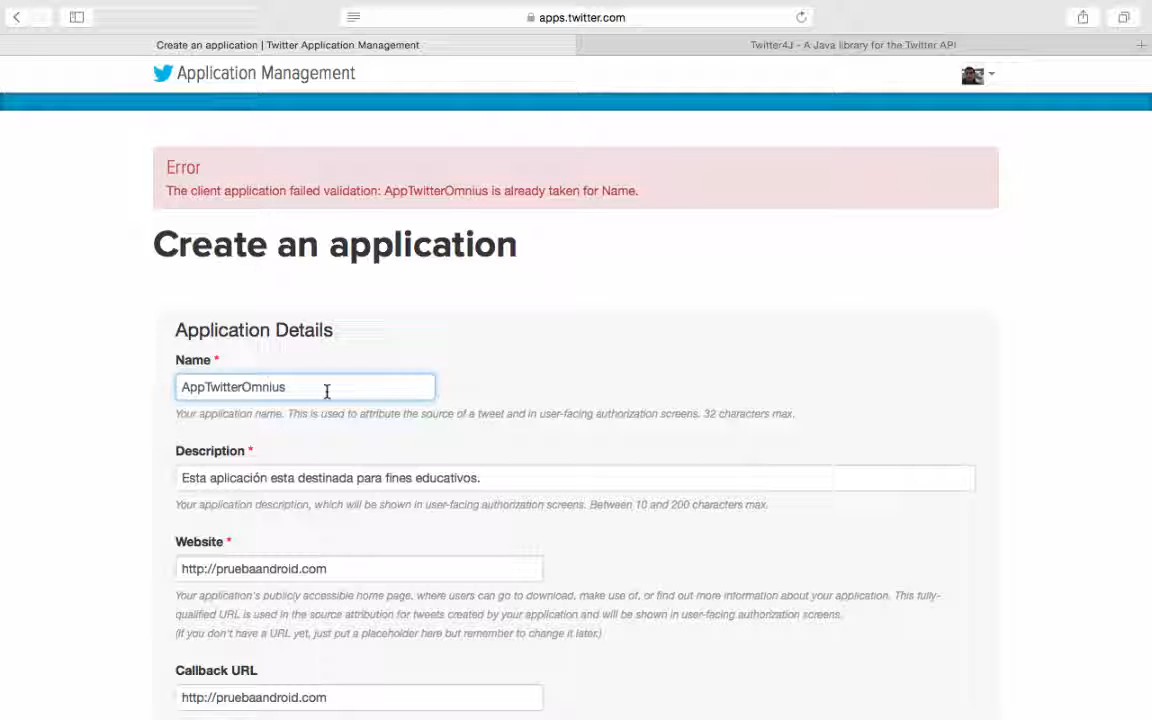 apps.twitter.com
Create an application | Twitter Application Management
Twitter4J - A Java library for the Twitter API
Application Management
Error
The client application failed validation: AppTwitterOmnius is already taken for Name.
Create an application
Application Details
Name *
AppTwitterOmnius
Your application name. This is used to attribute the source of a tweet and in user-facing authorization screens. 32 characters max.
Description *
Esta aplicación esta destinada para fines educativos.
Your application description, which will be shown in user-facing authorization screens. Between 10 and 200 characters max.
Website *
http://pruebaandroid.com
Your application's publicly accessible home page, where users can go to download, make use of, or find out more information about your application. This fully-
qualified URL is used in the source attribution for tweets created by your application and will be shown in user-facing authorization screens.
(If you don't have a URL yet, just put a placeholder here but remember to change it later.)
Callback URL
http://pruebaandroid.com